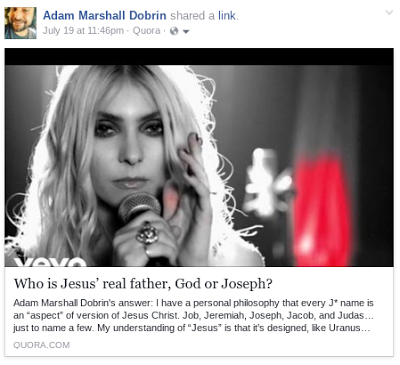 Adam Marshall Dobrin shared a link.
July 19 at 11:46pm · Quora ·
vevo
Who is Jesus' real father, God or Joseph?
Adam Marshall Dobrin's answer: I have a personal philosophy that every J* name is
an “aspect” of version of Jesus Christ. Job, Jeremiah, Joseph, Jacob, and Judas…
just to name a few. My understanding of “Jesus” is that it's designed, like Uranus…
QUORA.COM